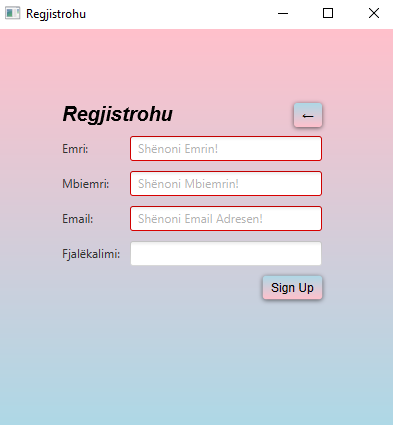 Regjistrohu
Regjistrohu ←
Emri: Shënoni Emrin!
Mbiemri: Shënoni Mbiemrin!
Email: Shënoni Email Adresen!
Fjalëkalimi:
Sign Up